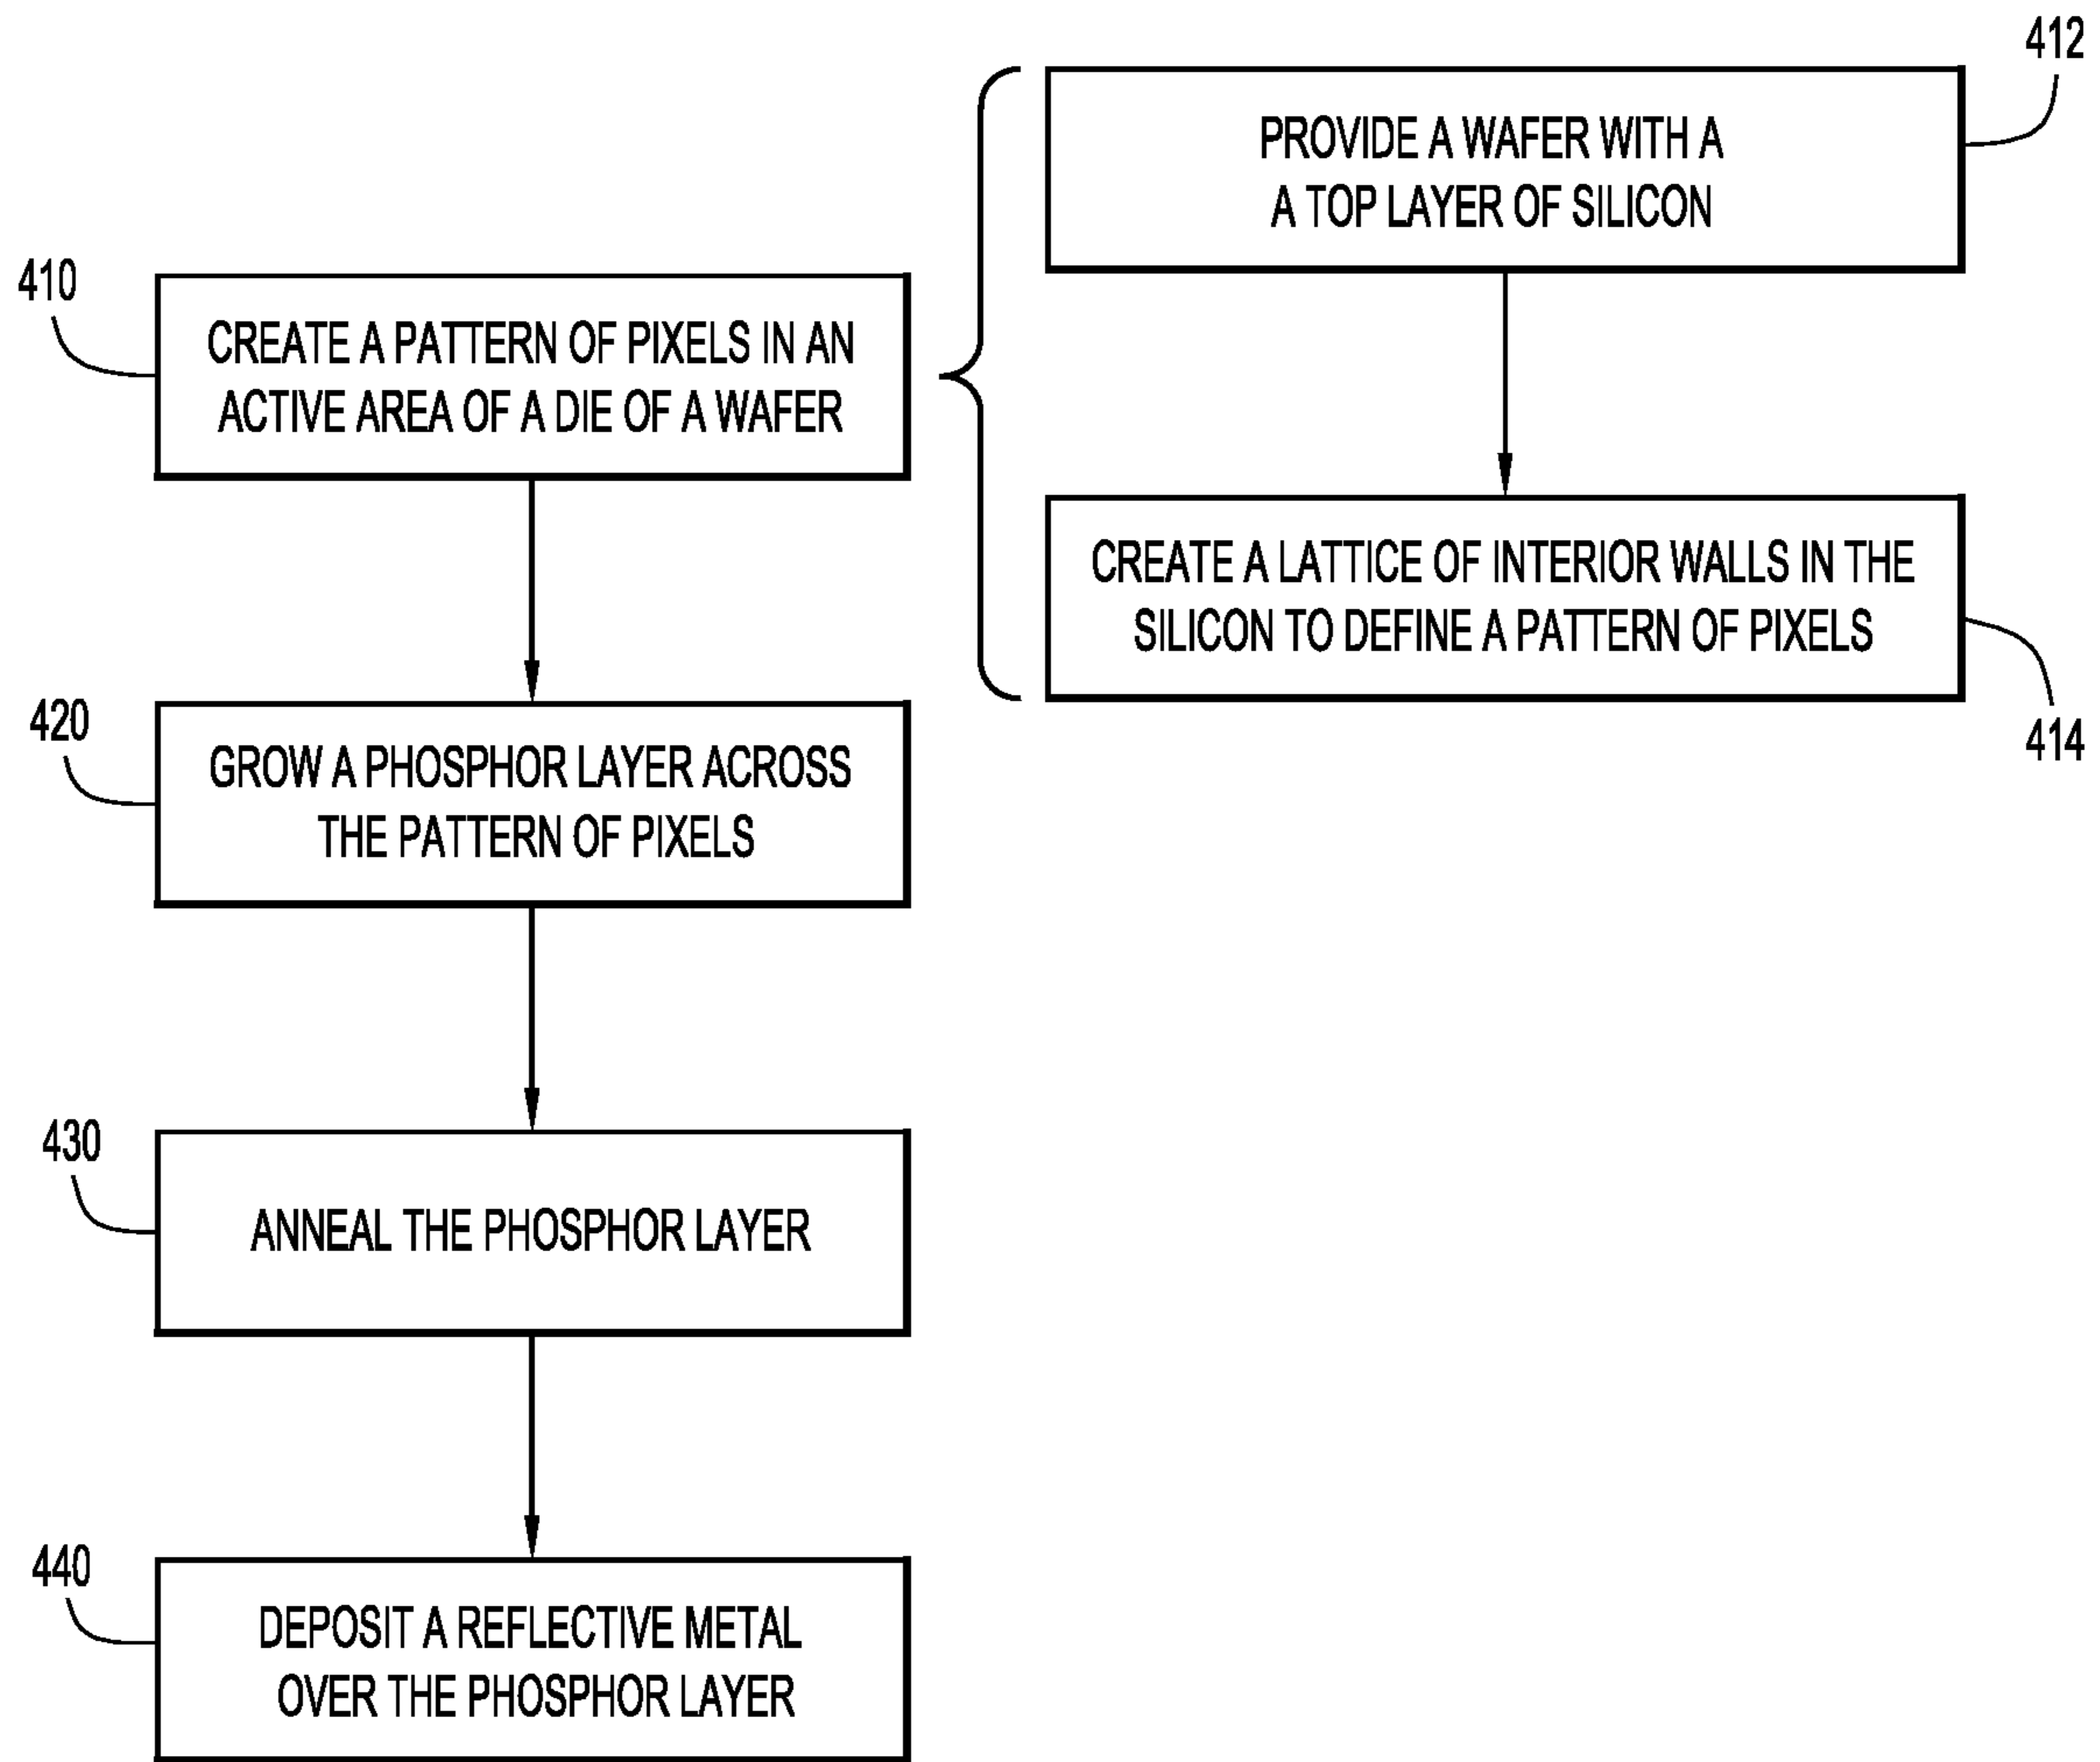 410
CREATE A PATTERN OF PIXELS IN AN
ACTIVE AREA OF A DIE OF A WAFER
412
PROVIDE A WAFER WITH A
A TOP LAYER OF SILICON
CREATE A LATTICE OF INTERIOR WALLS IN THE
SILICON TO DEFINE A PATTERN OF PIXELS
414
420
GROW A PHOSPHOR LAYER ACROSS
THE PATTERN OF PIXELS
430
ANNEAL THE PHOSPHOR LAYER
440
DEPOSIT A REFLECTIVE METAL
OVER THE PHOSPHOR LAYER